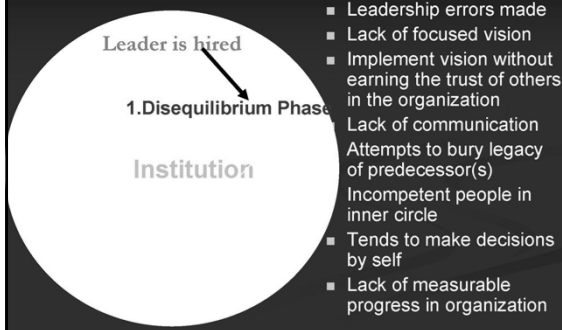 Leader is hired
1.Disequilibrium Phase
Institution
Leadership errors made
Lack of focused vision
Implement vision without
earning the trust of others
in the organization
Lack of communication
Attempts to bury legacy
of predecessor(s)
Incompetent people in
inner circle
Tends to make decisions
by self
Lack of measurable
progress in organization